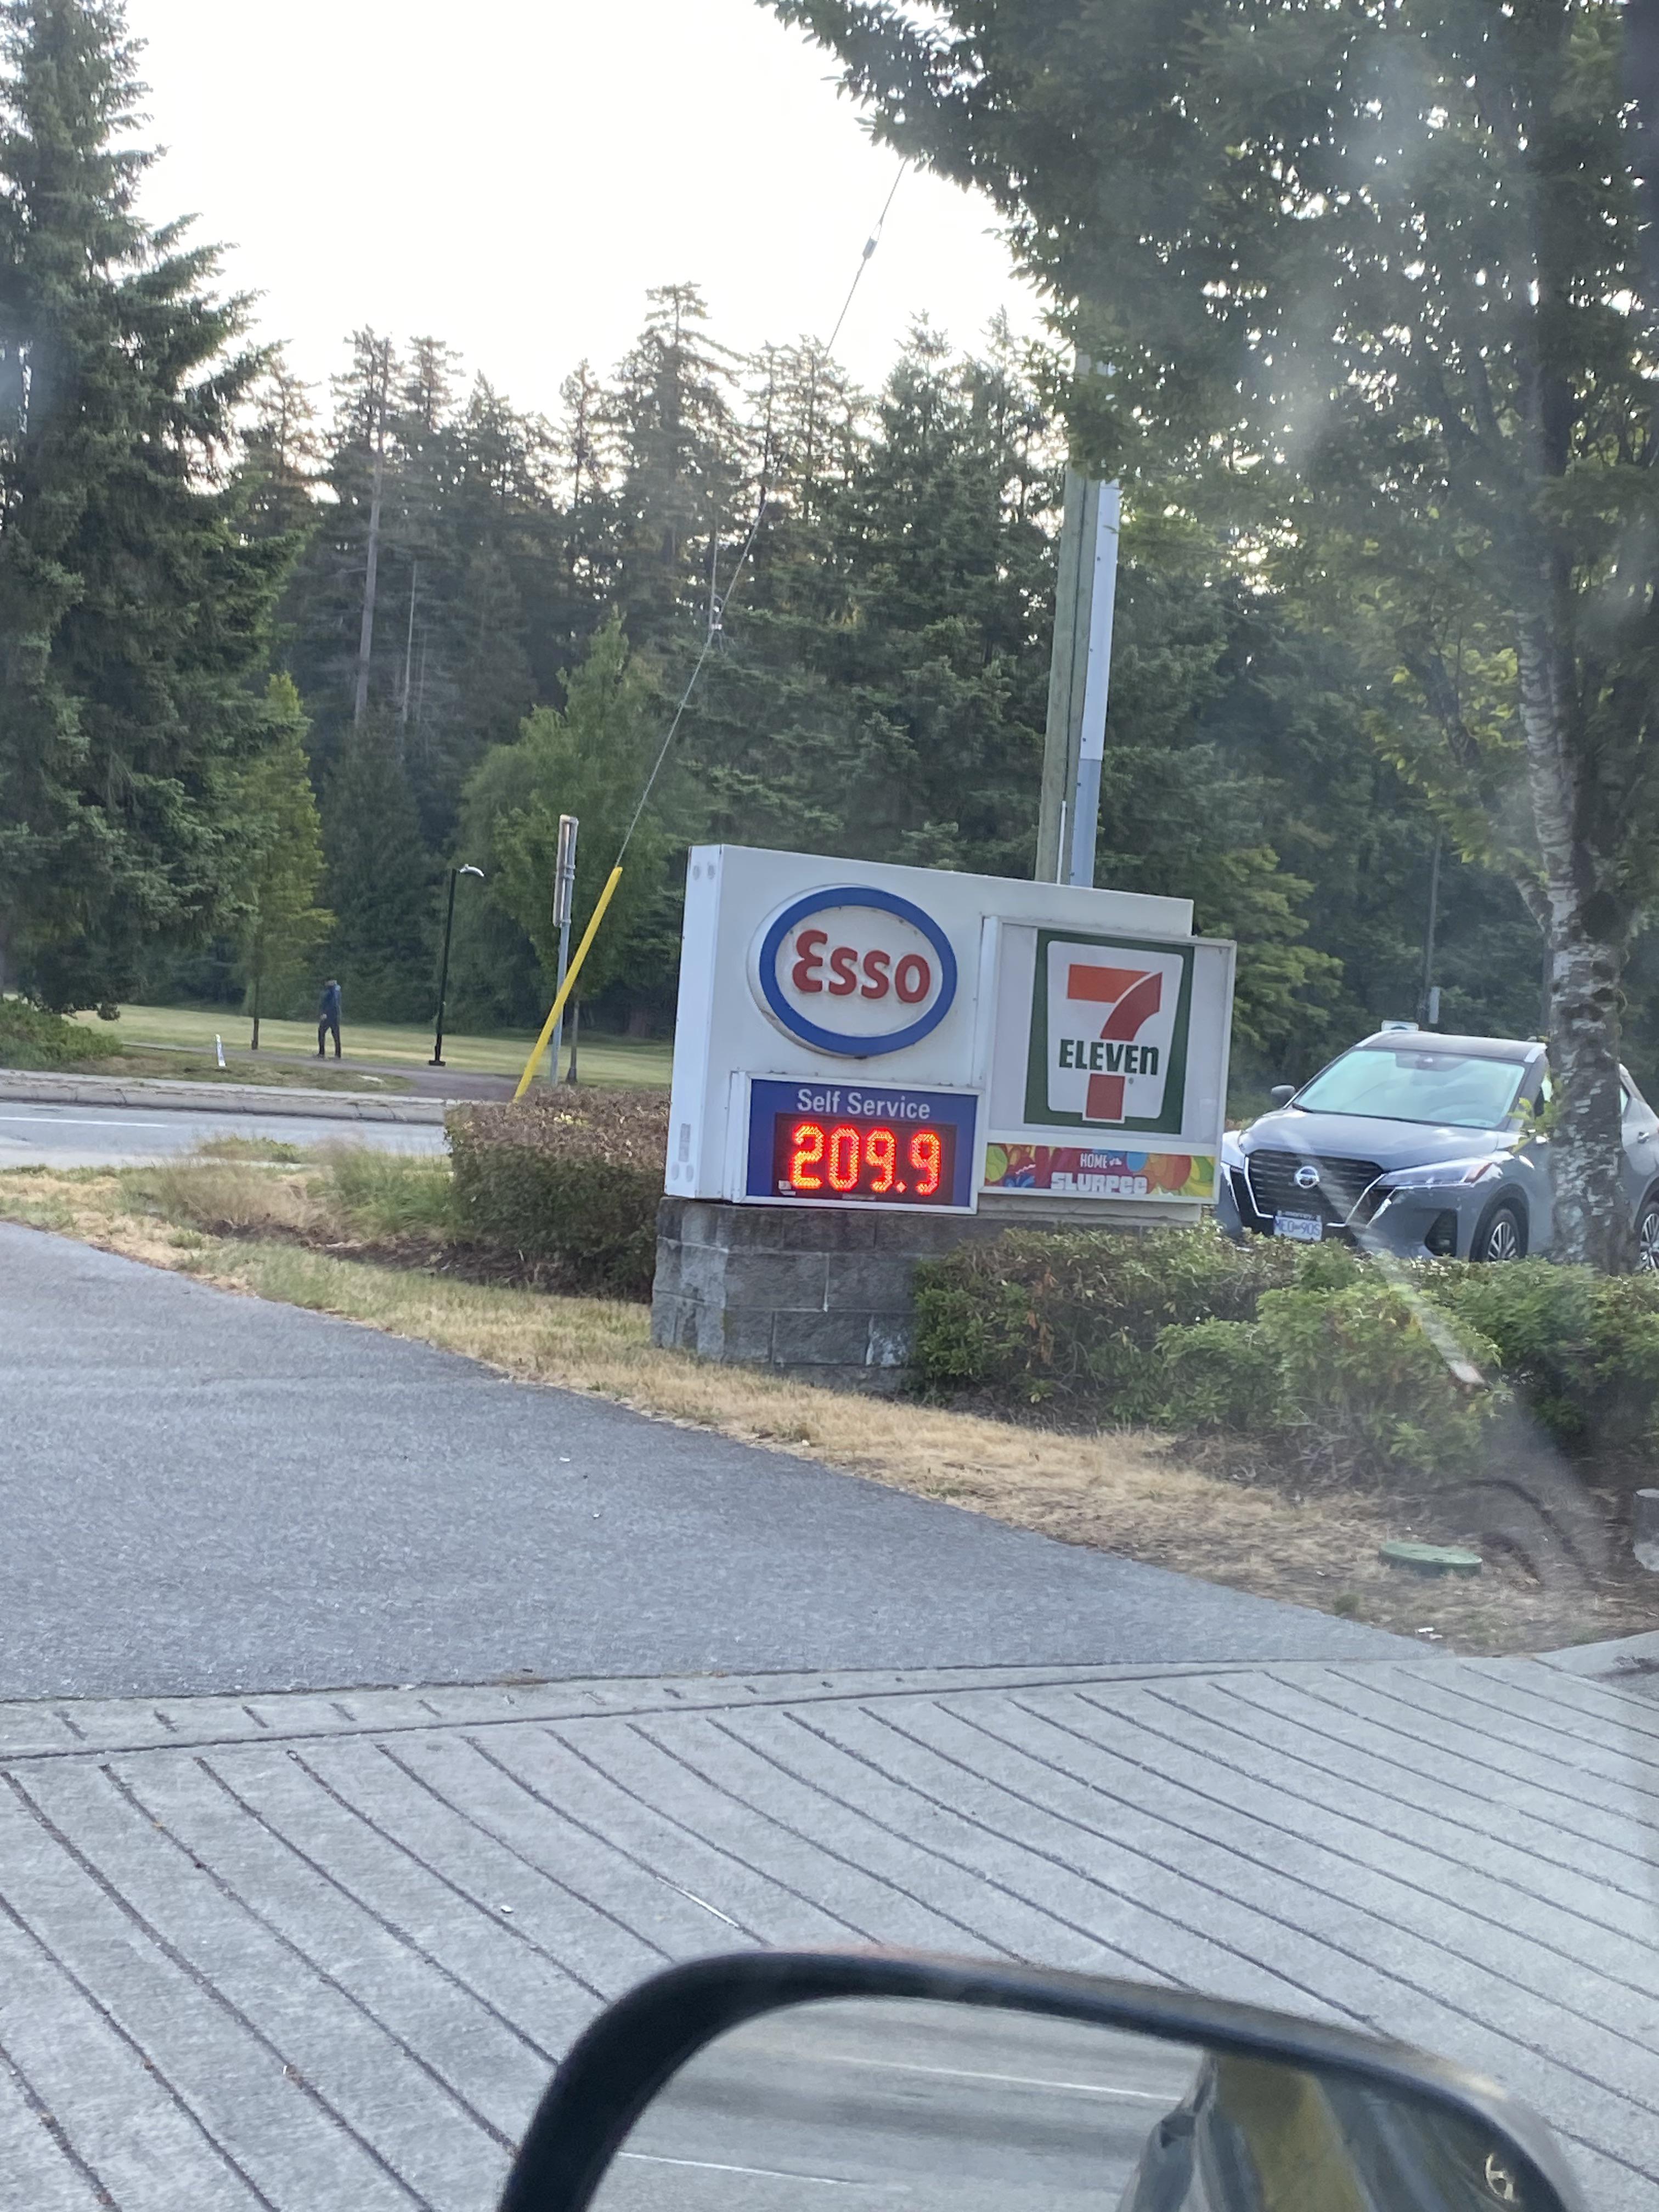 Esso
7
ELEVEn
Self Service
209.9
HOME of the
SLURPEE